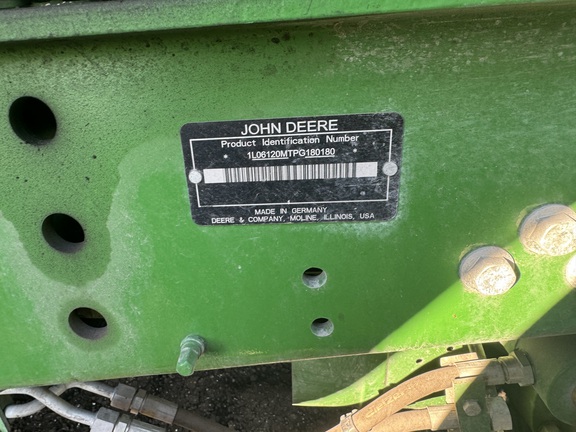 JOHN DEERE
Product Identification Number
1L06120MTPG180180
MADE IN GERMANY
DEERE & COMPANY, MOLINE, ILLINOIS, USA